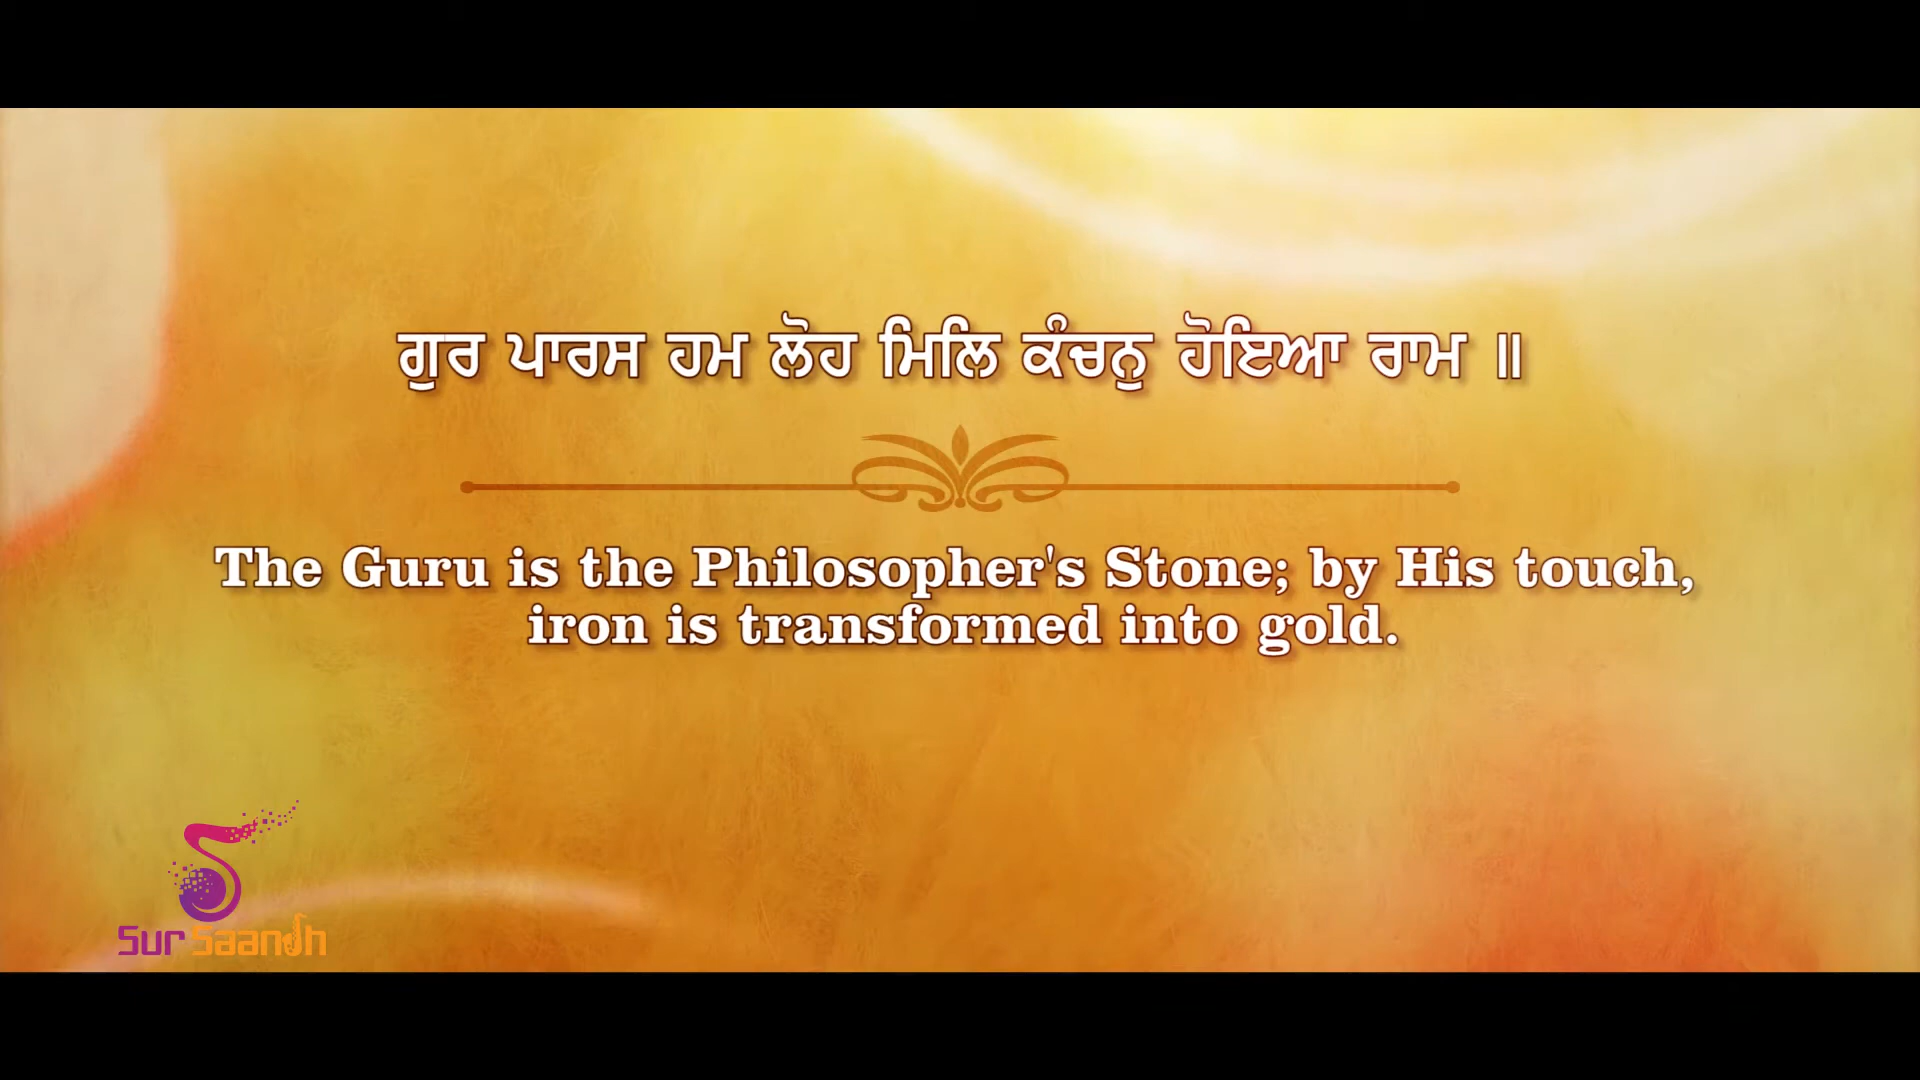 ਗੁਰ ਪਾਰਸ ਹਮ ਲੋਹ ਮਿਲਿ ਕੰਚਨੁ ਹੋਇਆ ਰਾਮ ॥
The Guru is the Philosopher's Stone; by His touch,
iron is transformed into gold.
Sur Saandh